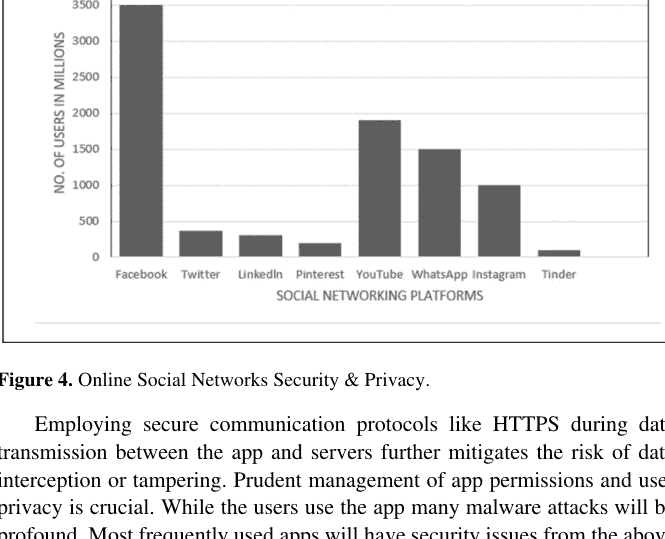 3500
3000
2500
2000
1500
1000
500
0
NO. OF USERS IN MILLIONS
Facebook Twitter LinkedIn Pinterest YouTube WhatsApp Instagram Tinder
SOCIAL NETWORKING PLATFORMS
Figure 4. Online Social Networks Security & Privacy.
Employing secure communication protocols like HTTPS during dat
transmission between the app and servers further mitigates the risk of dat
interception or tampering. Prudent management of app permissions and use
privacy is crucial. While the users use the app many malware attacks will b
profound. Most frequently used apps will have security issues from the above